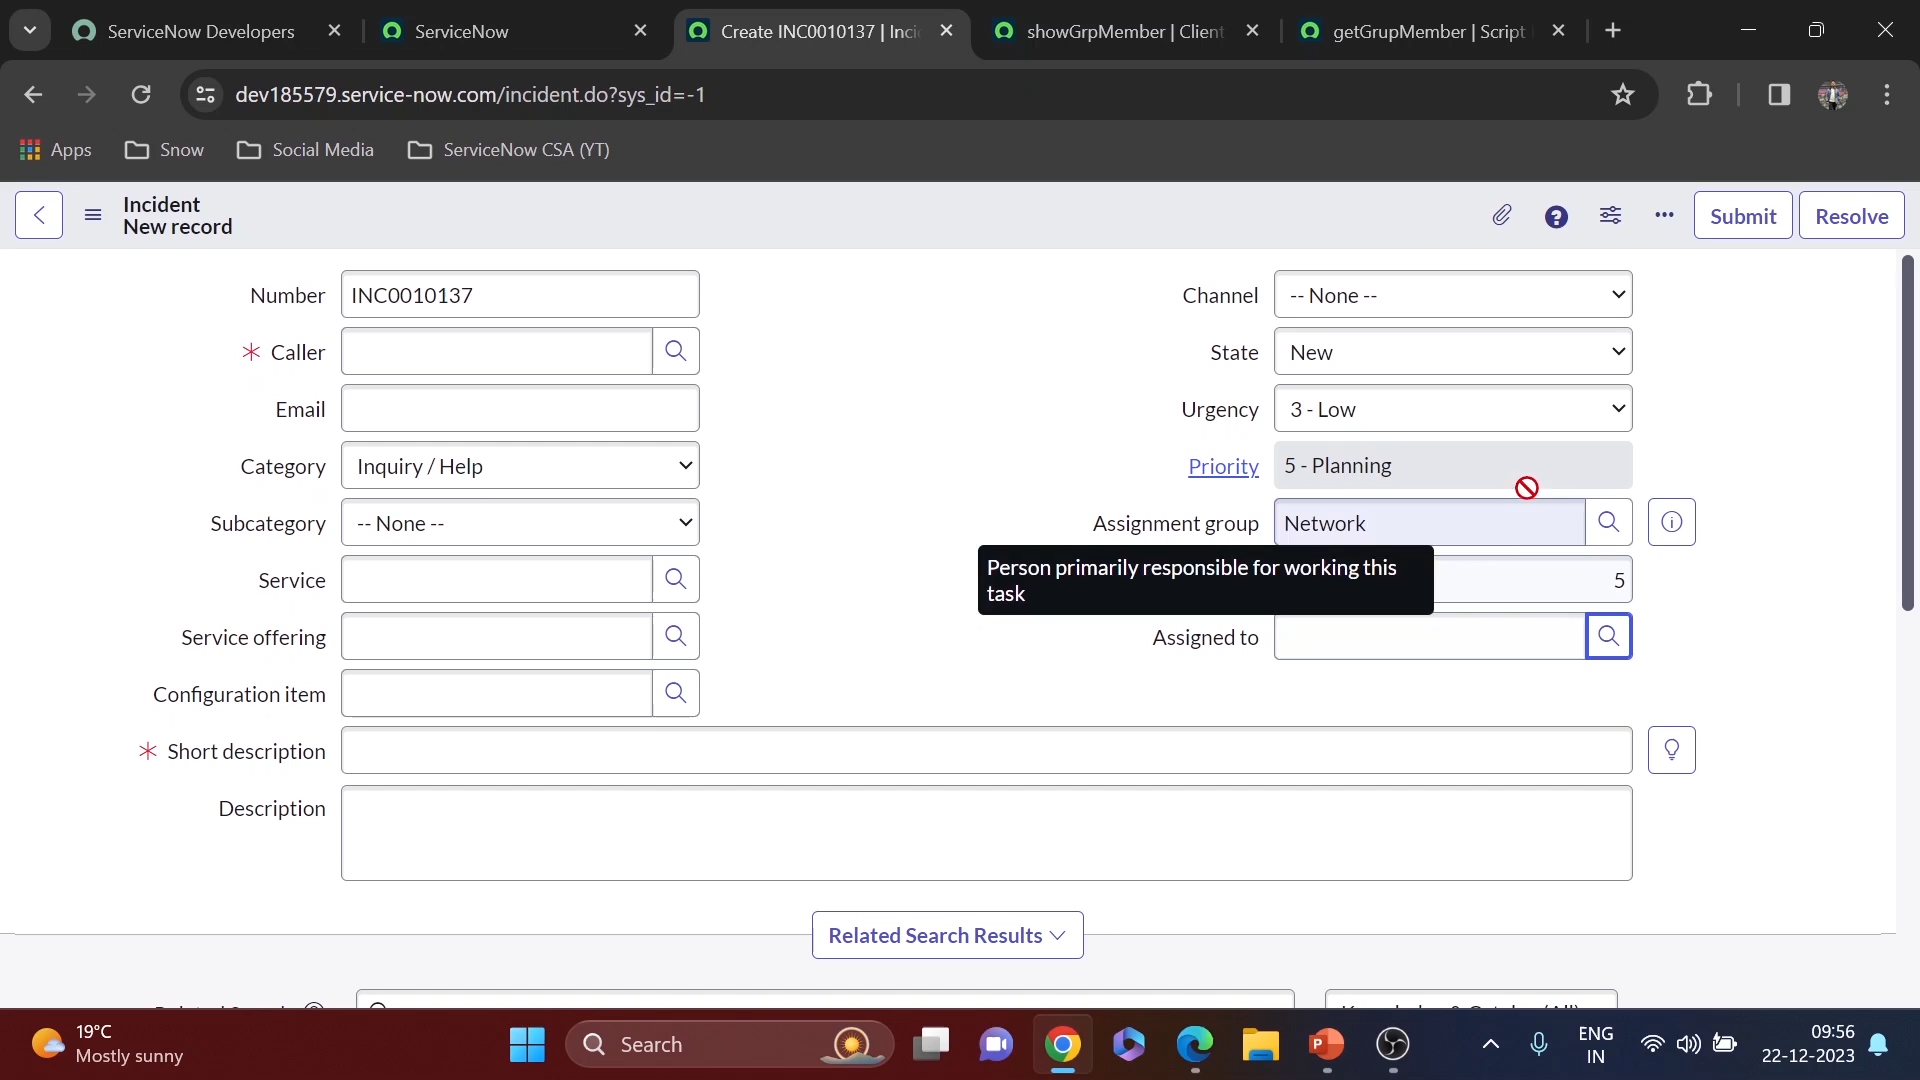 ServiceNow Developers
ServiceNow
Create INC0010137 | Inci
showGrpMember | Client
getGrupMember | Script
dev185579.service-now.com/incident.do?sys_id=-1
Apps
Snow
Social Media
ServiceNow CSA (YT)
Incident
New record
Submit
Resolve
Number
INC0010137
Channel
-- None --
Caller
State
New
Email
Urgency
3 - Low
Category
Inquiry / Help
Priority
5 - Planning
Subcategory
-- None --
Assignment group
Network
Person primarily responsible for working this
task
Service
5
Service offering
Assigned to
Configuration item
Short description
Description
Related Search Results
19°C
Mostly sunny
Search
ENG
IN
09:56
22-12-2023